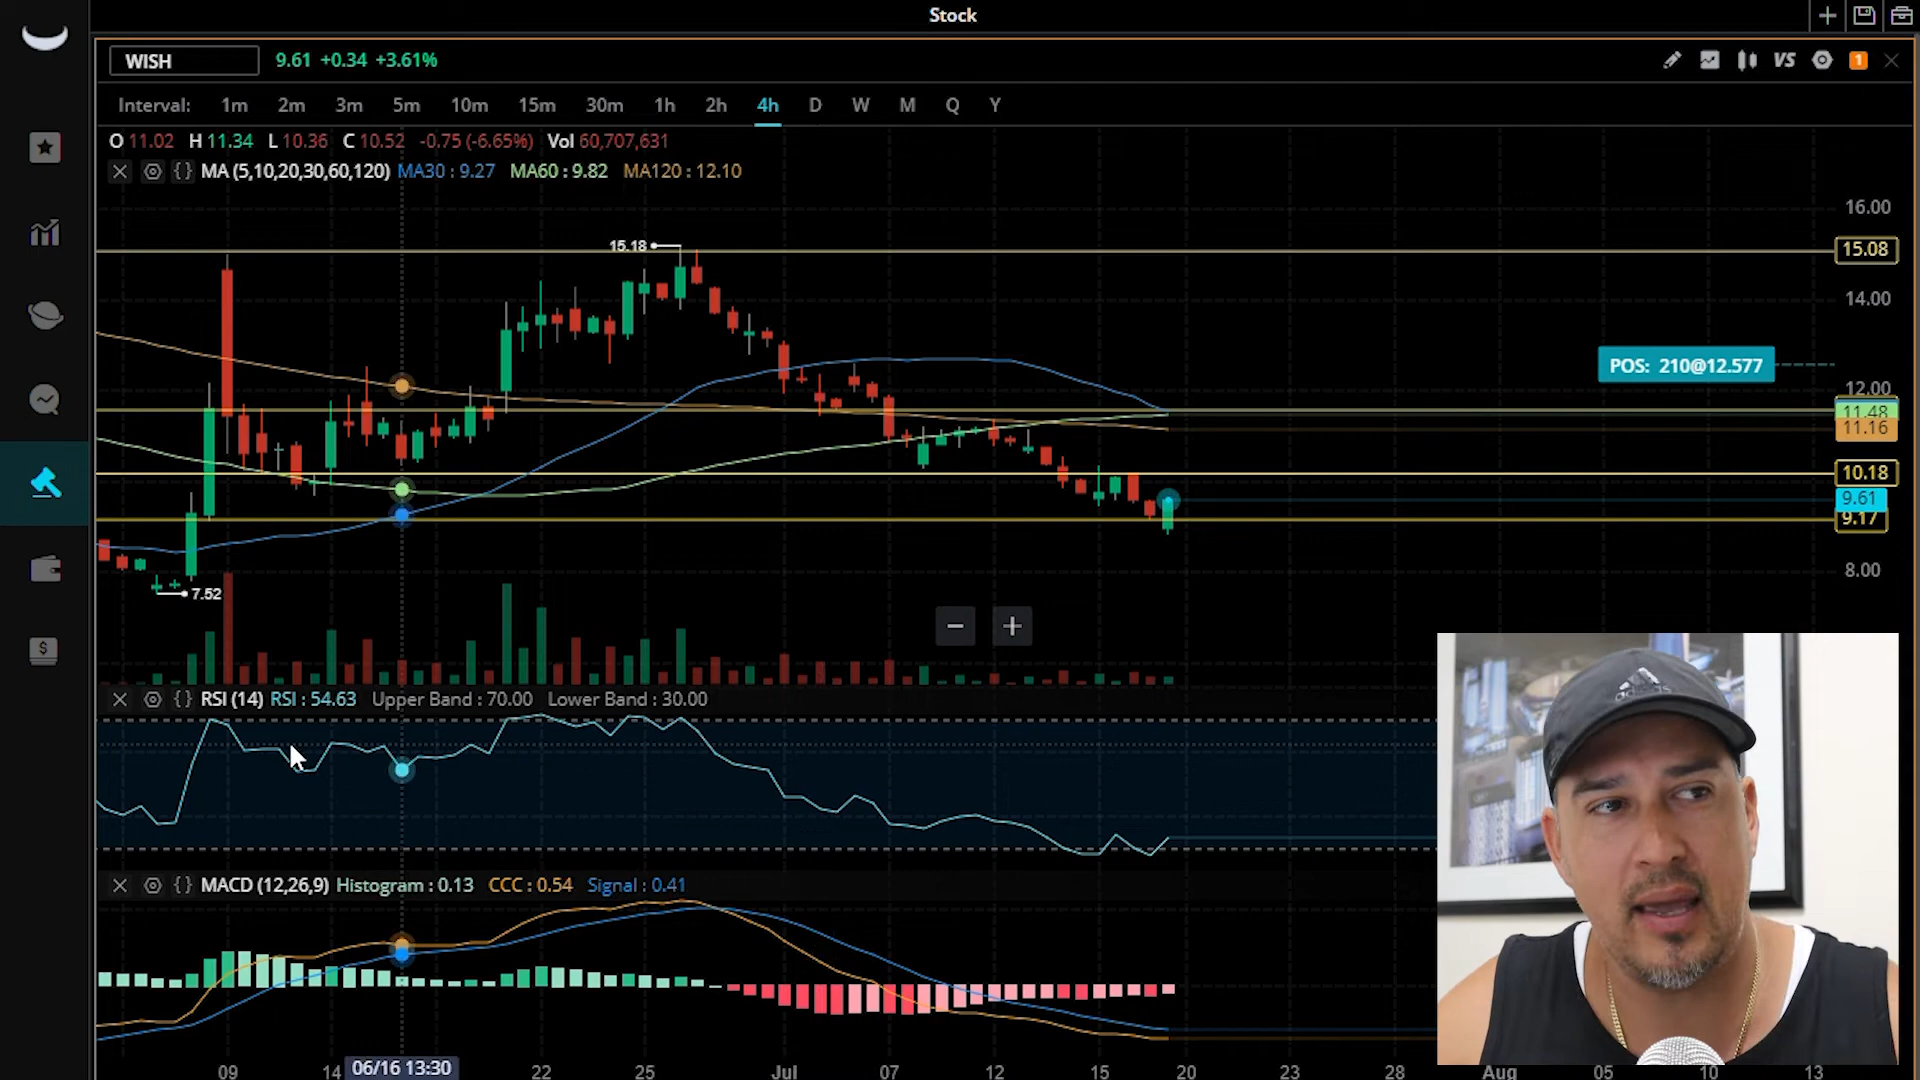 Stock
WISH 9.61 +0.34 +3.61% VS 1
Interval: 1m 2m 3m 5m 10m 15m 30m 1h 2h 4h D W M Q Y
O 11.02 H 11.34 L 10.36 C 10.52 -0.75 (-6.65%) Vol 60,707,631
MA (5,10,20,30,60,120) MA30 : 9.27 MA60 : 9.82 MA120 : 12.10
16.00
15.18
15.08
14.00
POS: 210@12.577
12.00
11.48
11.16
10.18
9.61
9.17
8.00
7.52
RSI (14) RSI : 54.63 Upper Band : 70.00 Lower Band : 30.00
adidas
MACD (12,26,9) Histogram : 0.13 CCC : 0.54 Signal : 0.41
09 14 06/16 13:30 22 25 Jul 07 12 15 20 23 28 Aug 05 10 13